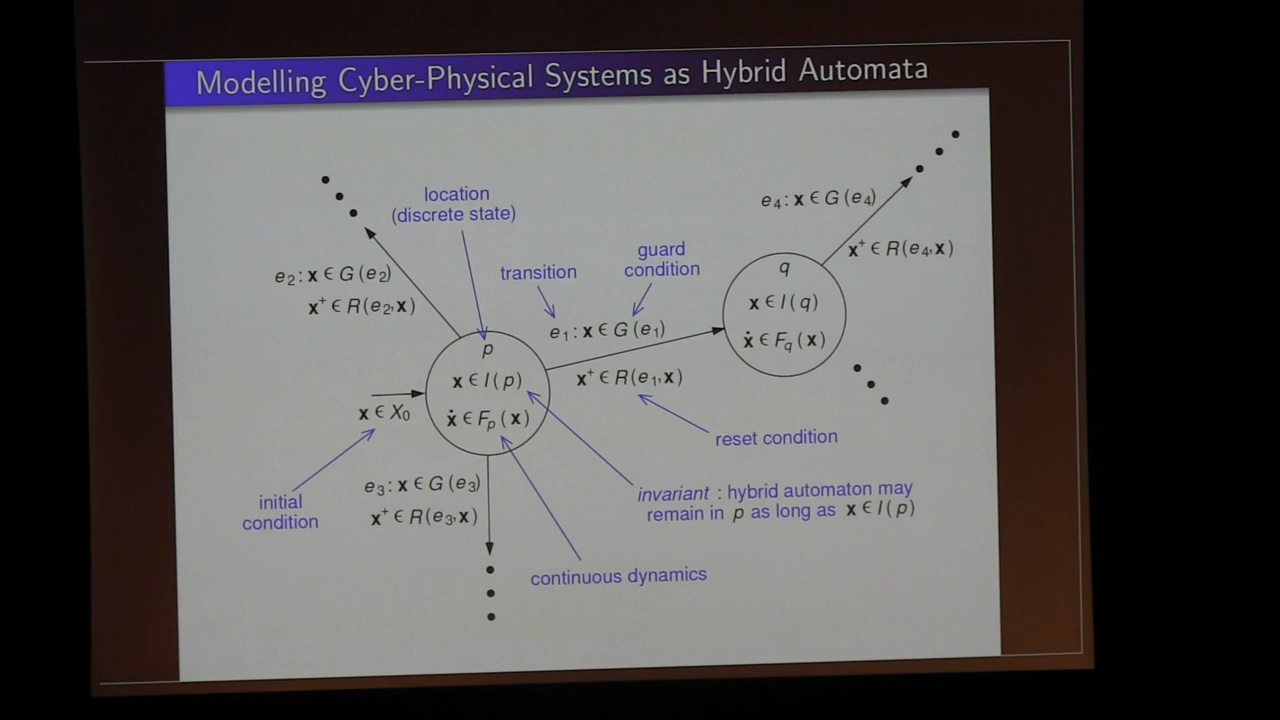 Modelling Cyber-Physical Systems as Hybrid Automata
location
(discrete state)
e₄ : x ∈ G(e₄)
x⁺ ∈ R(e₄, x)
guard
condition
transition
e₂ : x ∈ G(e₂)
x⁺ ∈ R(e₂, x)
q
x ∈ I(q)
ẋ ∈ F_q(x)
e₁ : x ∈ G(e₁)
x⁺ ∈ R(e₁, x)
p
x ∈ I(p)
ẋ ∈ F_p(x)
x ∈ X₀
reset condition
initial
condition
e₃ : x ∈ G(e₃)
x⁺ ∈ R(e₃, x)
invariant : hybrid automaton may
remain in p as long as x ∈ I(p)
continuous dynamics